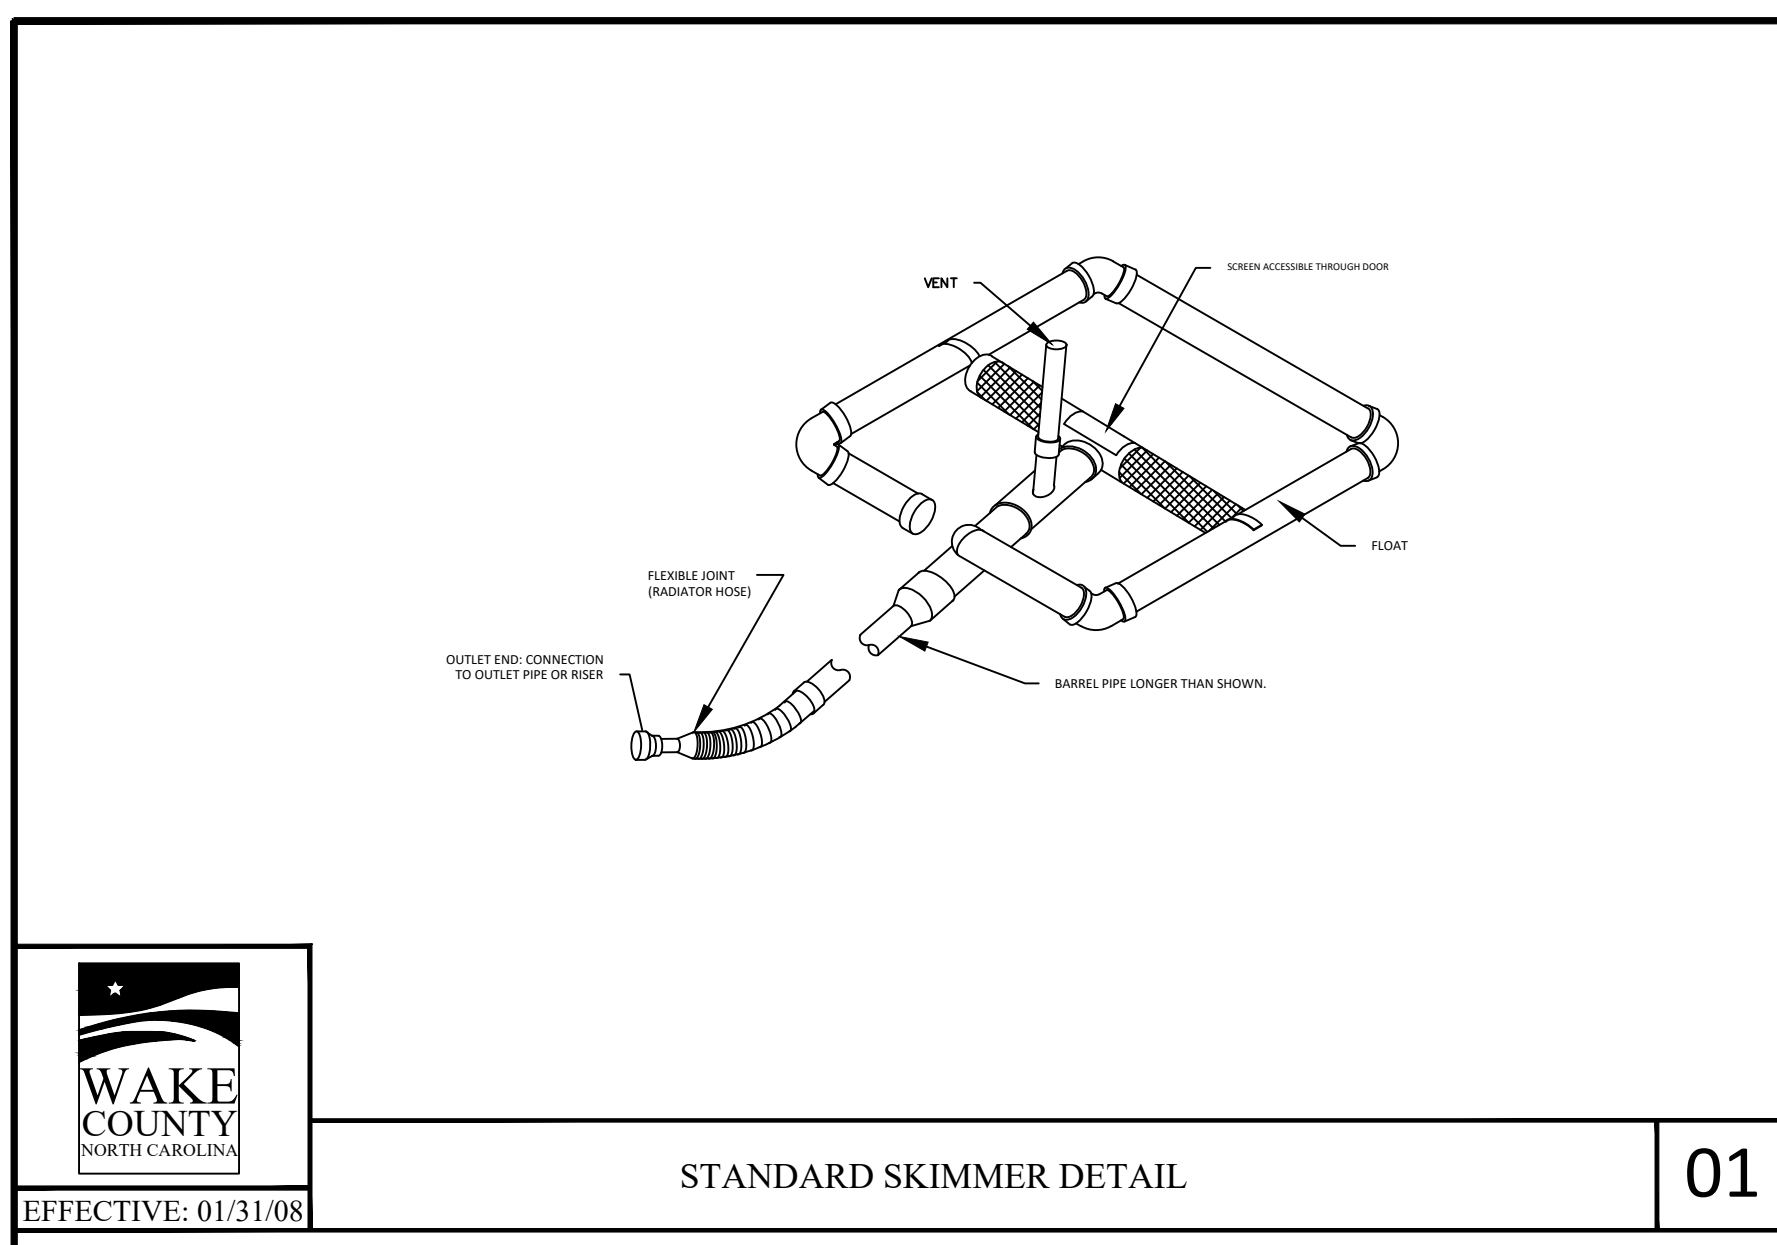 VENT
SCREEN ACCESSIBLE THROUGH DOOR
FLOAT
FLEXIBLE JOINT
(RADIATOR HOSE)
OUTLET END: CONNECTION
TO OUTLET PIPE OR RISER
BARREL PIPE LONGER THAN SHOWN.
WAKE
COUNTY
NORTH CAROLINA
EFFECTIVE: 01/31/08
STANDARD SKIMMER DETAIL
01